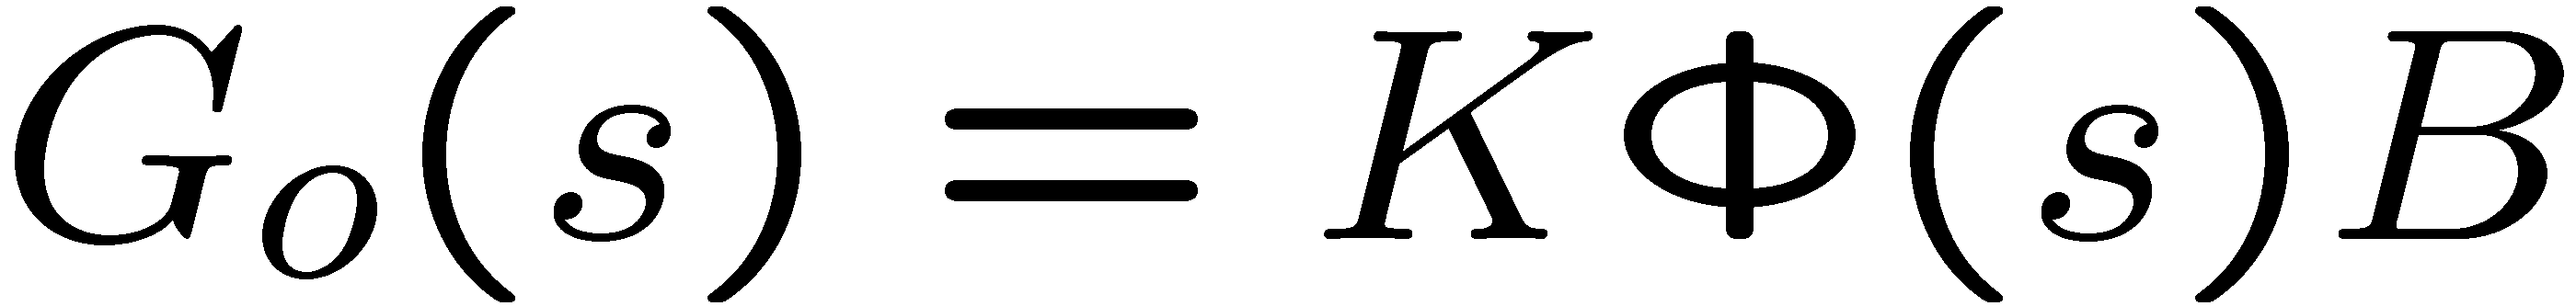 G_o(s) = KΦ(s)B